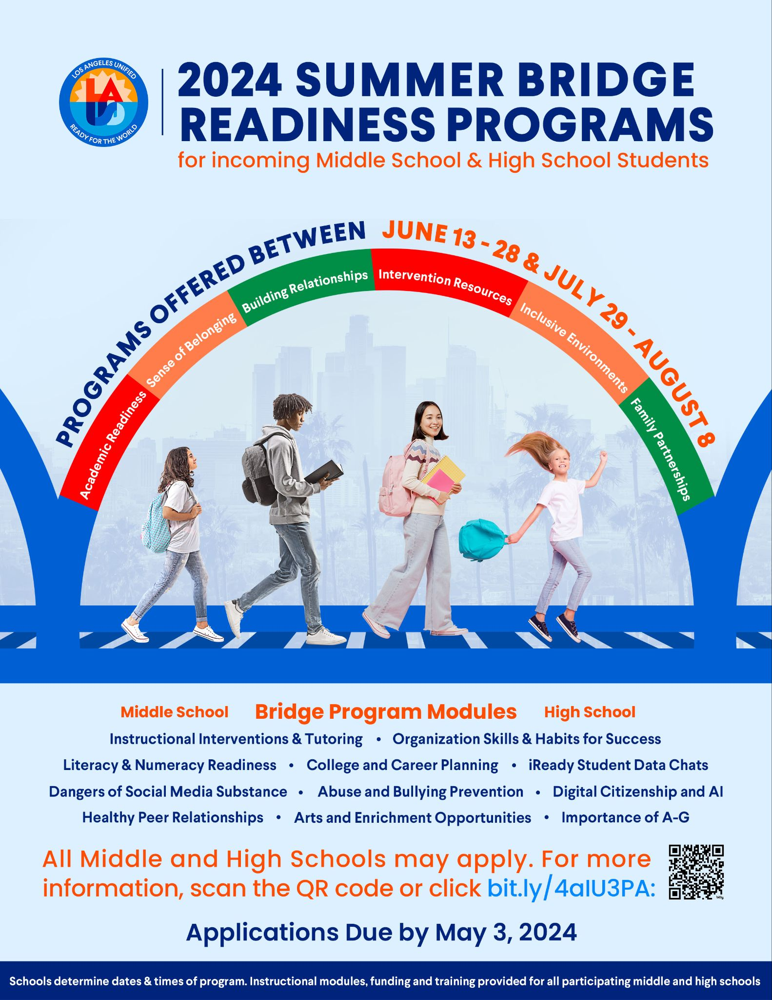 LOS ANGELES UNIFIED
LAUSD
READY FOR THE WORLD
2024 SUMMER BRIDGE
READINESS PROGRAMS
for incoming Middle School & High School Students
PROGRAMS OFFERED BETWEEN JUNE 13 - 28 & JULY 29 - AUGUST 8
Academic Readiness
Sense of Belonging
Building Relationships
Intervention Resources
Inclusive Environments
Family Partnerships
Middle School Bridge Program Modules High School
Instructional Interventions & Tutoring • Organization Skills & Habits for Success
Literacy & Numeracy Readiness • College and Career Planning • iReady Student Data Chats
Dangers of Social Media Substance • Abuse and Bullying Prevention • Digital Citizenship and AI
Healthy Peer Relationships • Arts and Enrichment Opportunities • Importance of A-G
All Middle and High Schools may apply. For more
information, scan the QR code or click bit.ly/4aIU3PA:
bitly
Applications Due by May 3, 2024
Schools determine dates & times of program. Instructional modules, funding and training provided for all participating middle and high schools